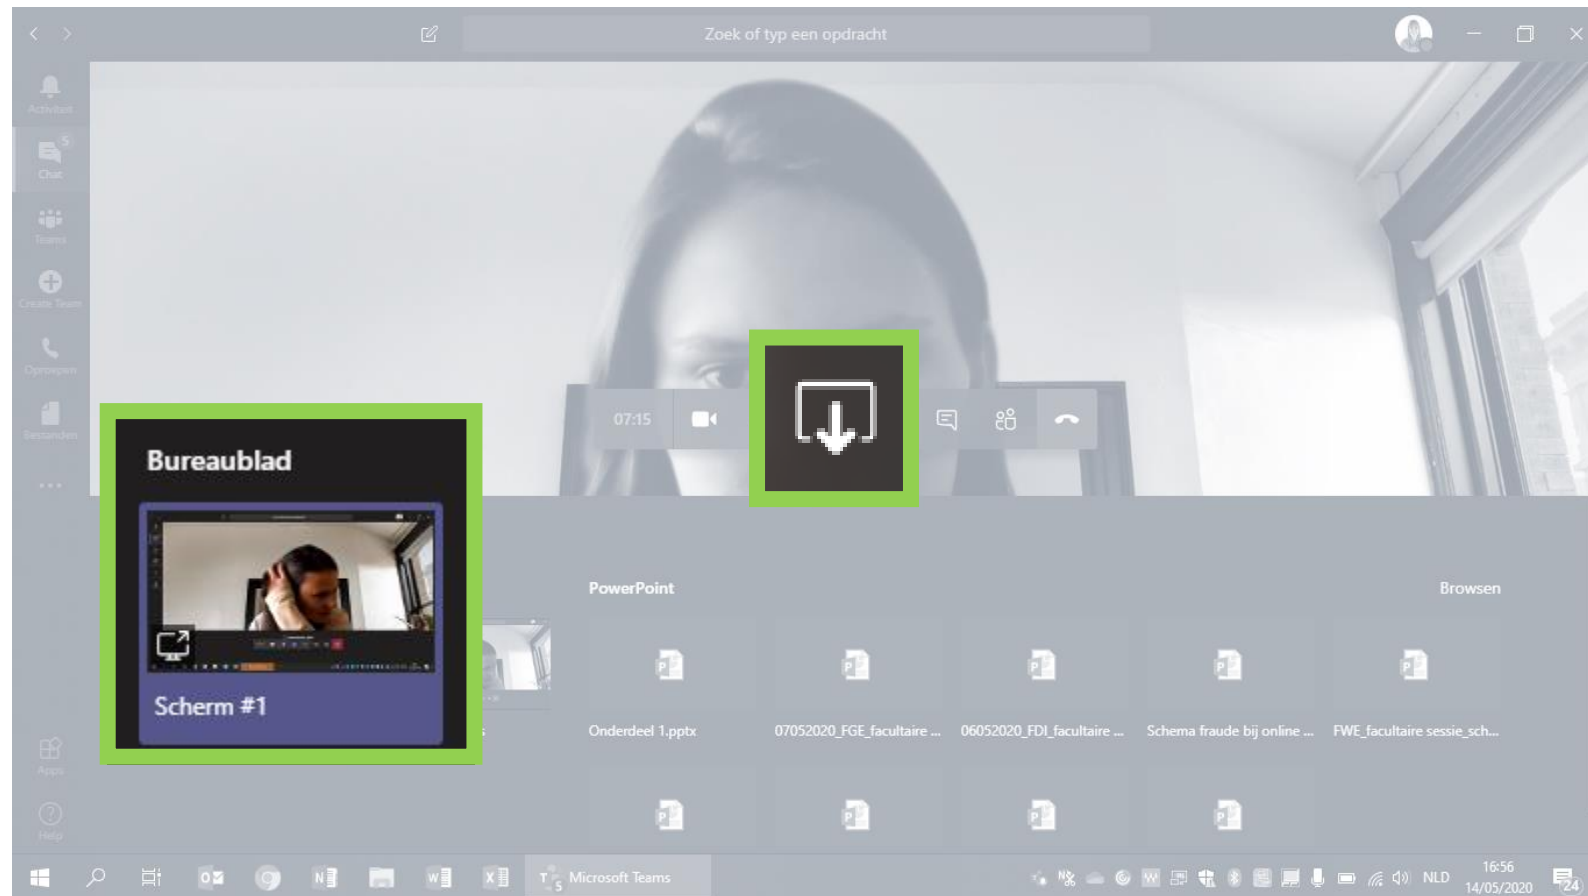 Zoek of typ een opdracht
Activiteit
5
Chat
Teams
Create Team
Oproepen
Bestanden
07:15
Bureaublad
Scherm #1
PowerPoint
Browsen
Onderdeel 1.pptx
07052020_FGE_facultaire ...
06052020_FDI_facultaire ...
Schema fraude bij online ...
FWE_facultaire sessie_sch...
Apps
Help
Microsoft Teams
NLD
16:56
14/05/2020
24